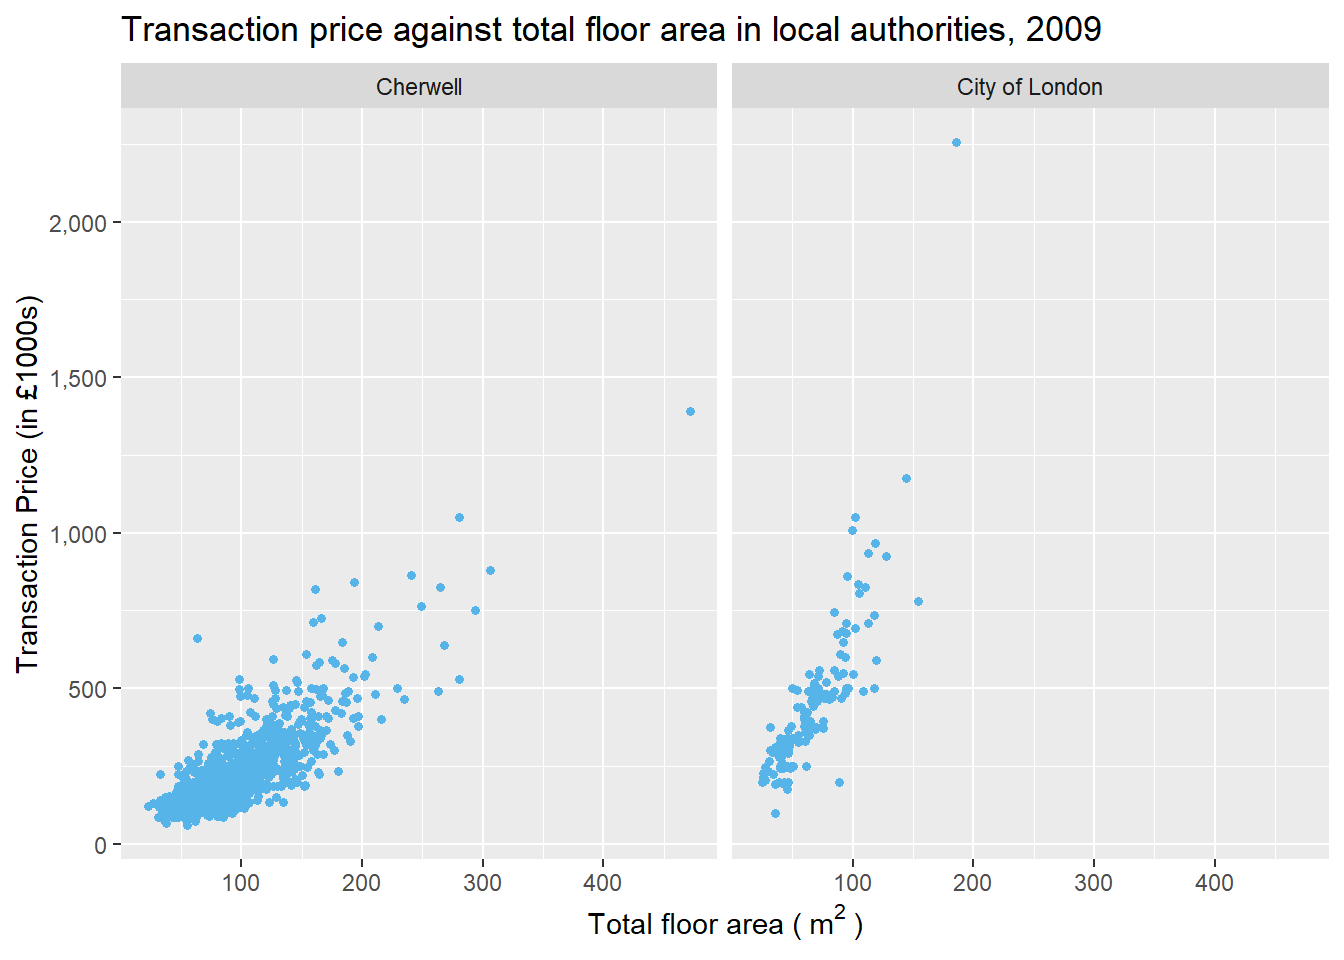 Transaction price against total floor area in local authorities, 2009
Cherwell
City of London
Transaction Price (in £1000s)
2,000
1,500
1,000
500
0
100 200 300 400
100 200 300 400
Total floor area ( m² )